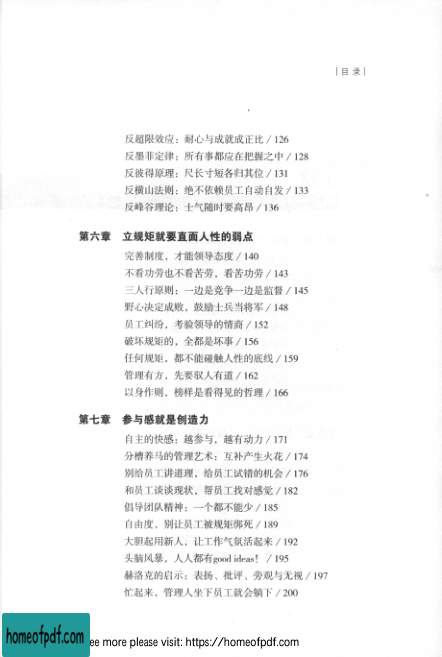 |目录|
反超限效应：耐心与成就成正比 / 126
反墨菲定律：所有事都应在把握之中 / 128
反彼得原理：尺长寸短各归其位 / 131
反横山法则：绝不依赖员工自动自发 / 133
反峰谷理论：士气随时要高昂 / 136
第六章 立规矩就要直面人性的弱点
完善制度，才能领导态度 / 140
不看功劳也不看苦劳，看苦功劳 / 143
三人行原则：一边是竞争一边是监督 / 145
野心决定成败，鼓励士兵当将军 / 148
员工纠纷，考验领导的情商 / 152
破坏规矩的，全都是坏事 / 156
任何规矩，都不能碰触人性的底线 / 159
管理有方，先要驭人有道 / 162
以身作则，榜样是看得见的哲理 / 166
第七章 参与感就是创造力
自主的快感：越参与，越有动力 / 171
分槽养马的管理艺术：互补产生火花 / 174
别给员工讲道理，给员工试错的机会 / 176
和员工谈谈现状，帮员工找对感觉 / 182
倡导团队精神：一个都不能少 / 185
自由度，别让员工被规矩绑死 / 189
大胆起用新人，让工作气氛活起来 / 192
头脑风暴，人人都有good ideas！ / 195
赫洛克的启示：表扬、批评、旁观与无视 / 197
忙起来，管理人坐下员工就会躺下 / 200
homeofpdf.com
ee more please visit: https://homeofpdf.com